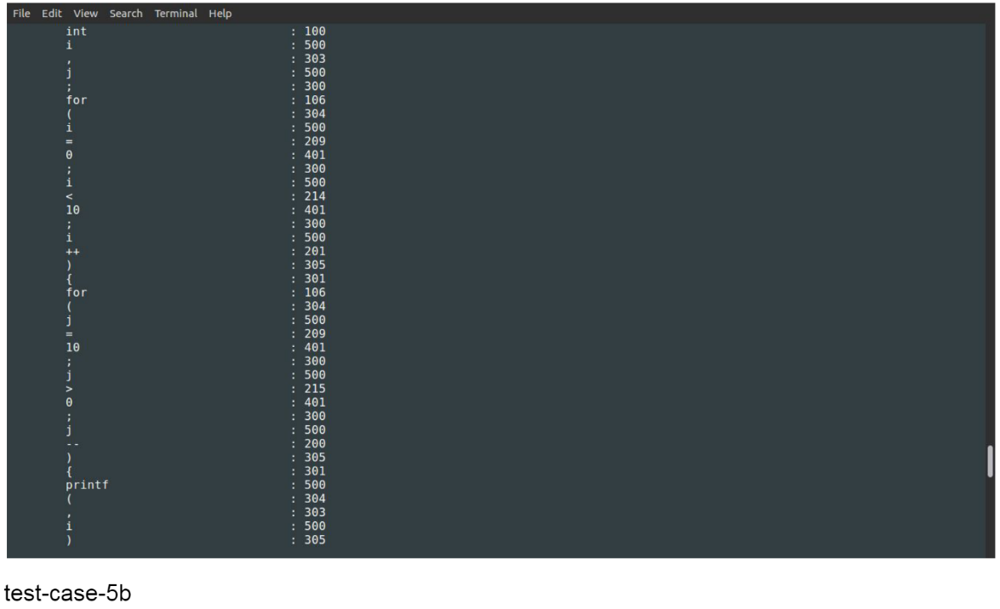 File Edit View Search Terminal Help
int : 100
i : 500
, : 303
j : 500
; : 300
for : 106
( : 304
i : 500
= : 209
0 : 401
; : 300
i : 500
< : 214
10 : 401
; : 300
i : 500
++ : 201
) : 305
{ : 301
for : 106
( : 304
j : 500
= : 209
10 : 401
; : 300
j : 500
> : 215
0 : 401
; : 300
j : 500
-- : 200
) : 305
{ : 301
printf : 500
( : 304
, : 303
i : 500
) : 305
test-case-5b